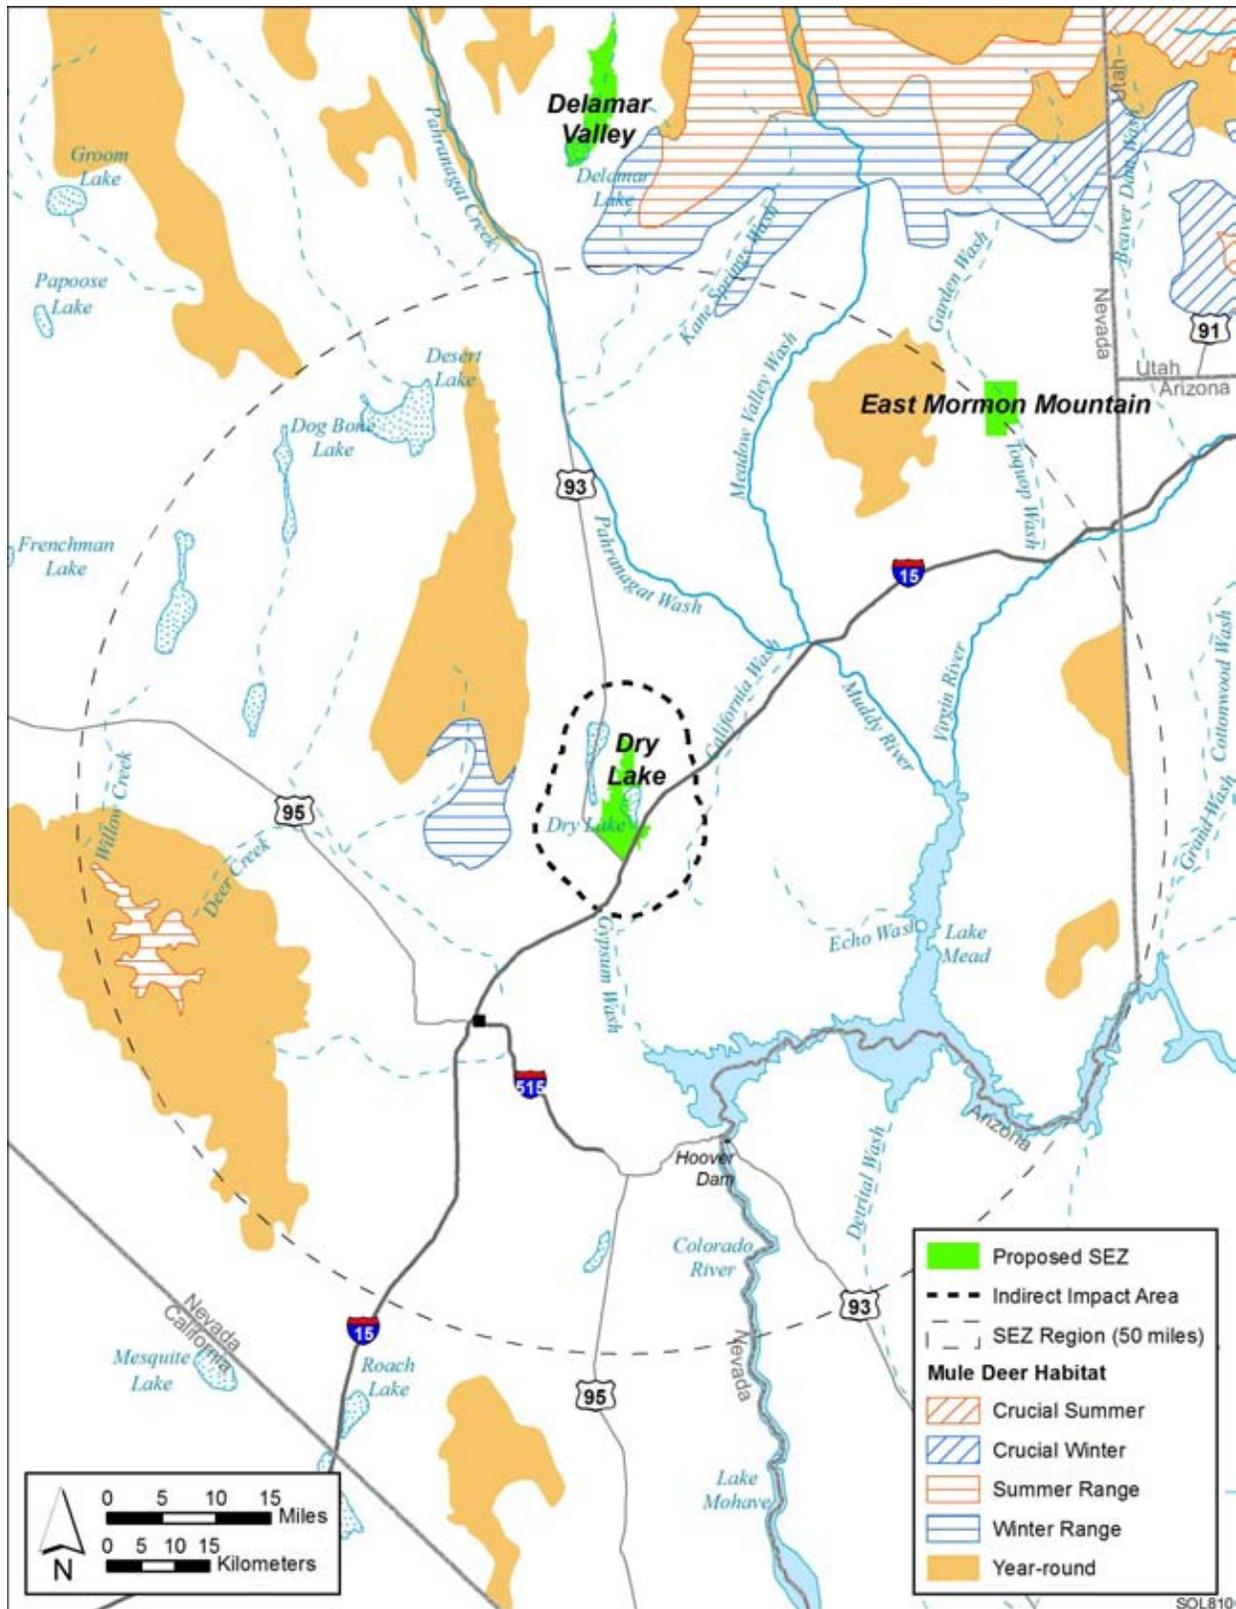 Delamar
Valley
Utah
Groom
Lake
Pahranagat Creek
Delamar
Lake
Beaver Dam Wash
Papoose
Lake
Kane Springs Wash
Garden Wash
Nevada
91
Desert
Lake
Meadow Valley Wash
Utah
Arizona
East Mormon Mountain
Dog Bone
Lake
93
Toquop Wash
Frenchman
Lake
15
Pahranagat Wash
California Wash
Virgin River
Cottonwood Wash
Muddy River
Dry
Lake
95
Willow Creek
Dry Lake
Grand Wash
Deer Creek
Gypsum Wash
Echo Wash
Lake
Mead
515
Arizona
Hoover
Dam
Detrital Wash
Colorado
River
Nevada
California
93
15
Nevada
Mesquite
Lake
Roach
Lake
95
Lake
Mohave
0 5 10 15
Miles
0 5 10 15
Kilometers
N
Proposed SEZ
Indirect Impact Area
SEZ Region (50 miles)
Mule Deer Habitat
Crucial Summer
Crucial Winter
Summer Range
Winter Range
Year-round
SOL810